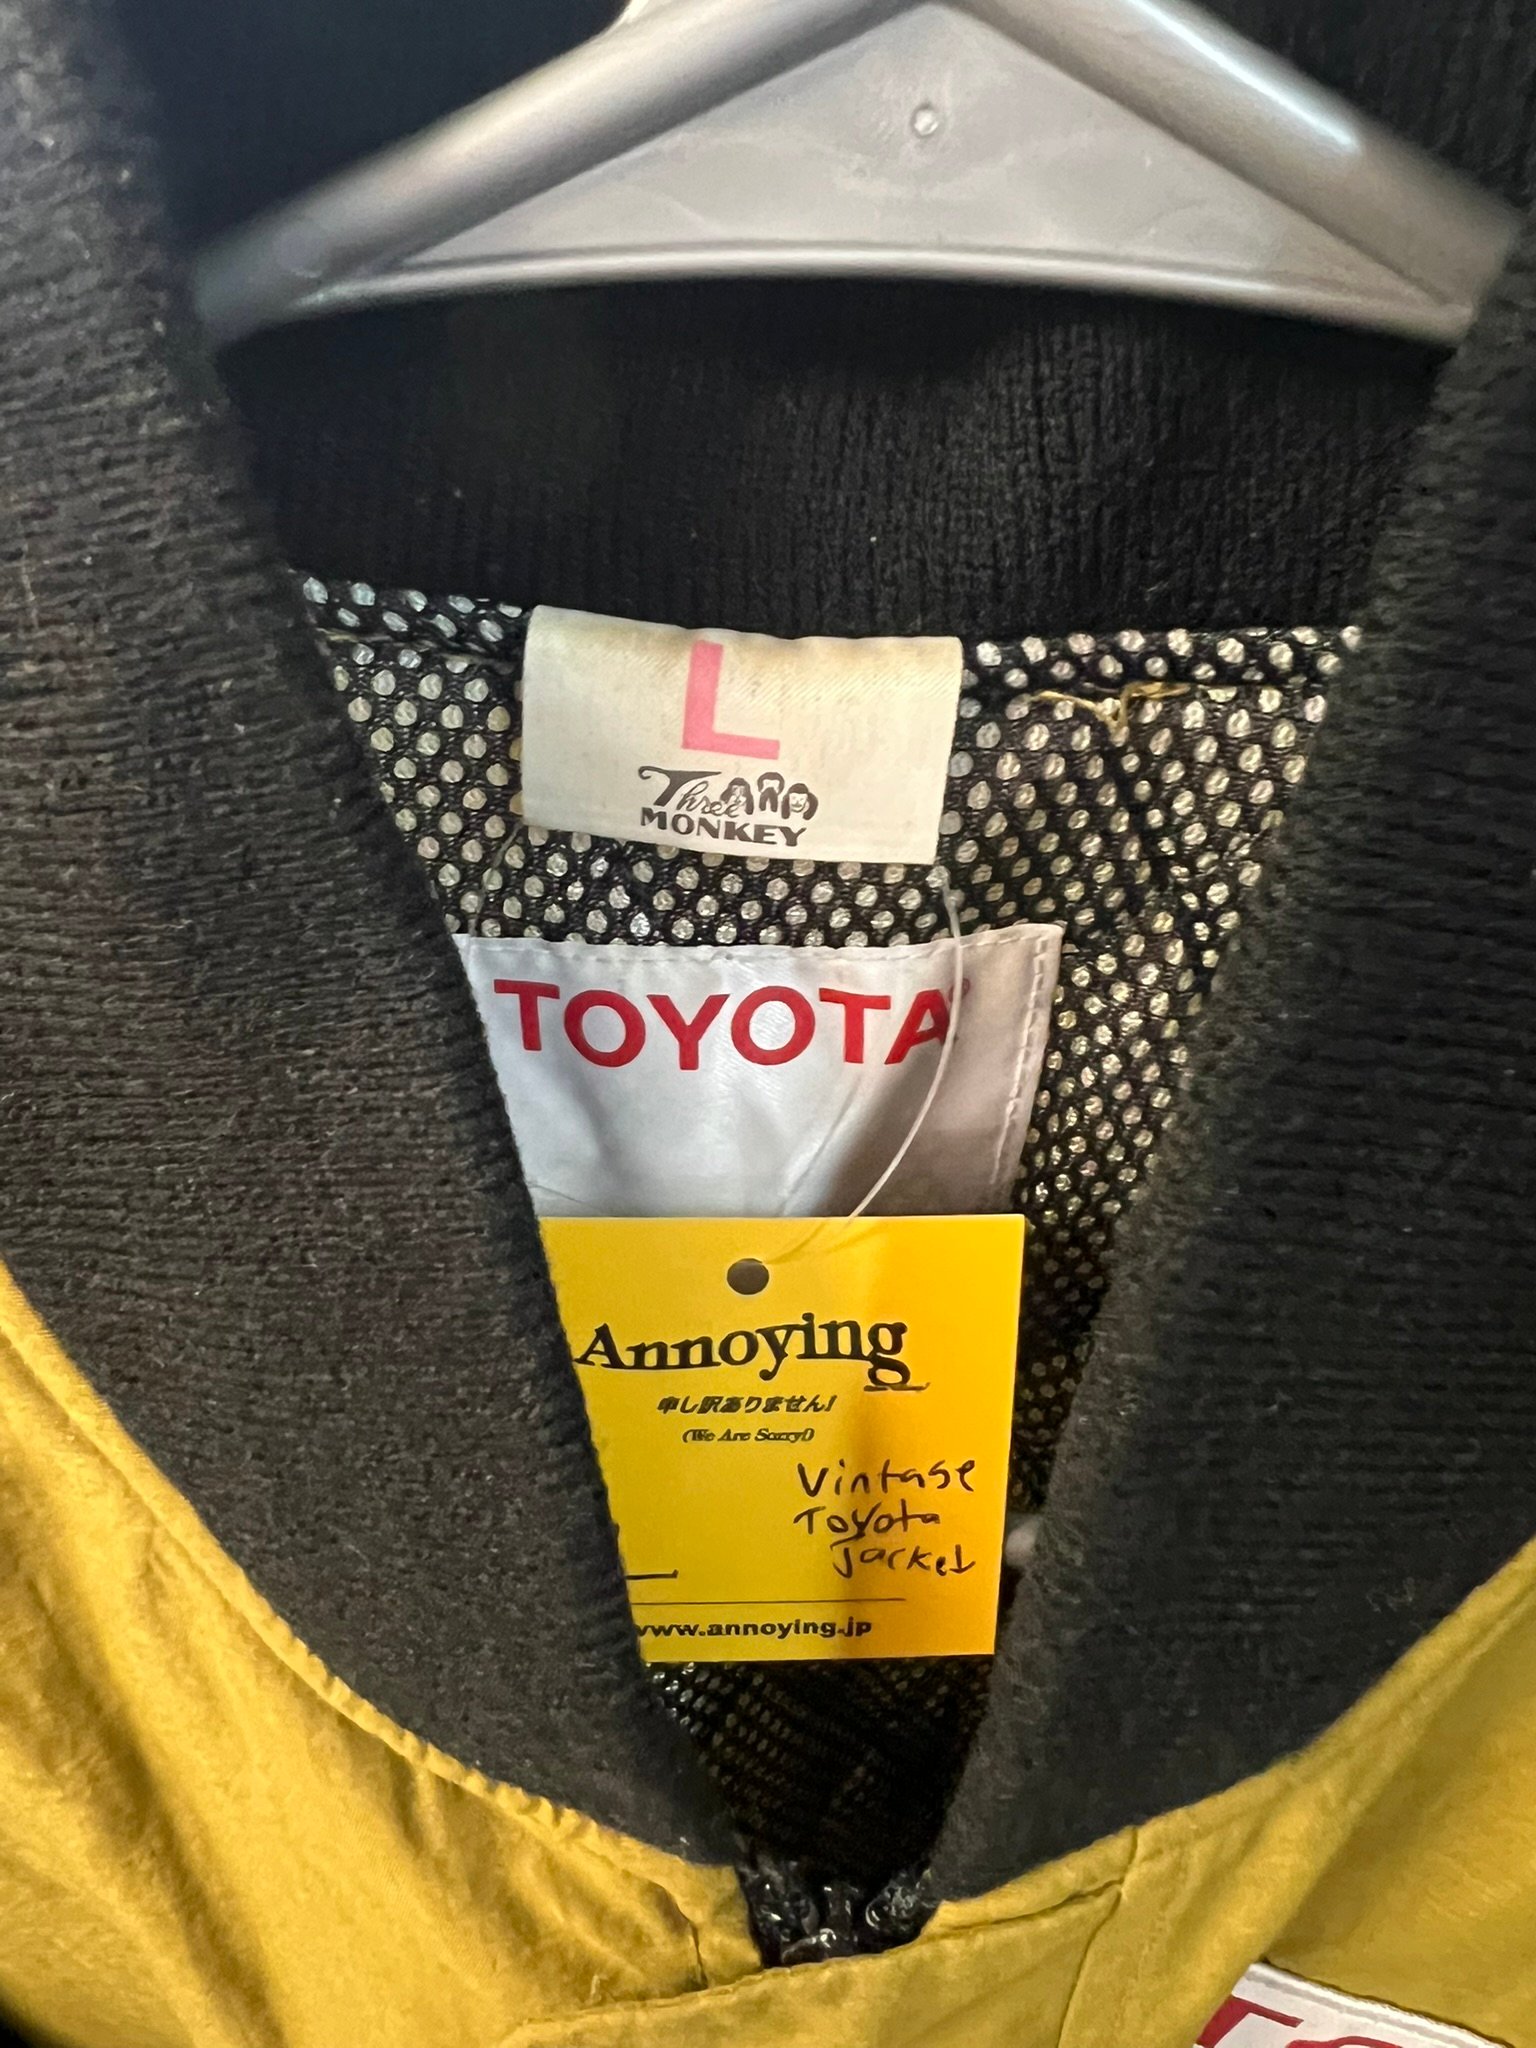 L
Three
MONKEY
TOYOTA®
Annoying
申し訳ありません!
(We Are Sorry!)
Vintage
Toyota
Jacket
www.annoying.jp